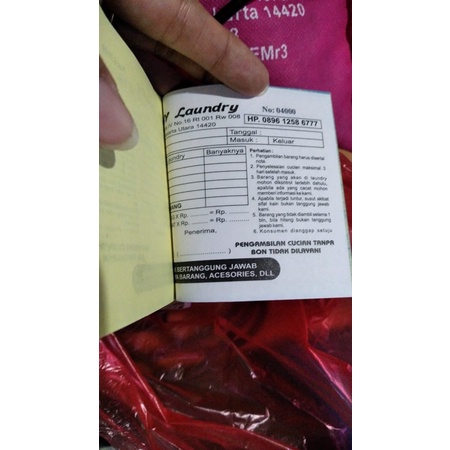 14420
Mr3
Laundry
No: 04000
No.16 Rt 001 Rw 008
Utara 14420
HP. 0896 1258 6777
Tanggal
Masuk
Keluar
Banyaknya
Perhatian :
1. Pengambilan barang harus disertai
nota.
2. Penyelesaian cucian maksimal 3
hari setelah masuk.
3. Barang yang akan di laundry
mohon dikontrol terlebih dahulu,
apabila ada yang cacat mohon
memberi informasi ke kami.
4. Apabila terjadi luntur, susut akibat
sifat kain bukan tanggung jawab
kami.
5. Barang tidak diambil selama 1
bln, bila hilang bukan tanggung
jawab kami.
6. Konsumen dianggap setuju
X Rp. = Rp.
X Rp. = Rp.
Penerima,
( )
PENGAMBILAN CUCIAN TANPA
BON TIDAK DILAYANI
BERTANGGUNG JAWAB
BARANG, ACESORIES, DLL